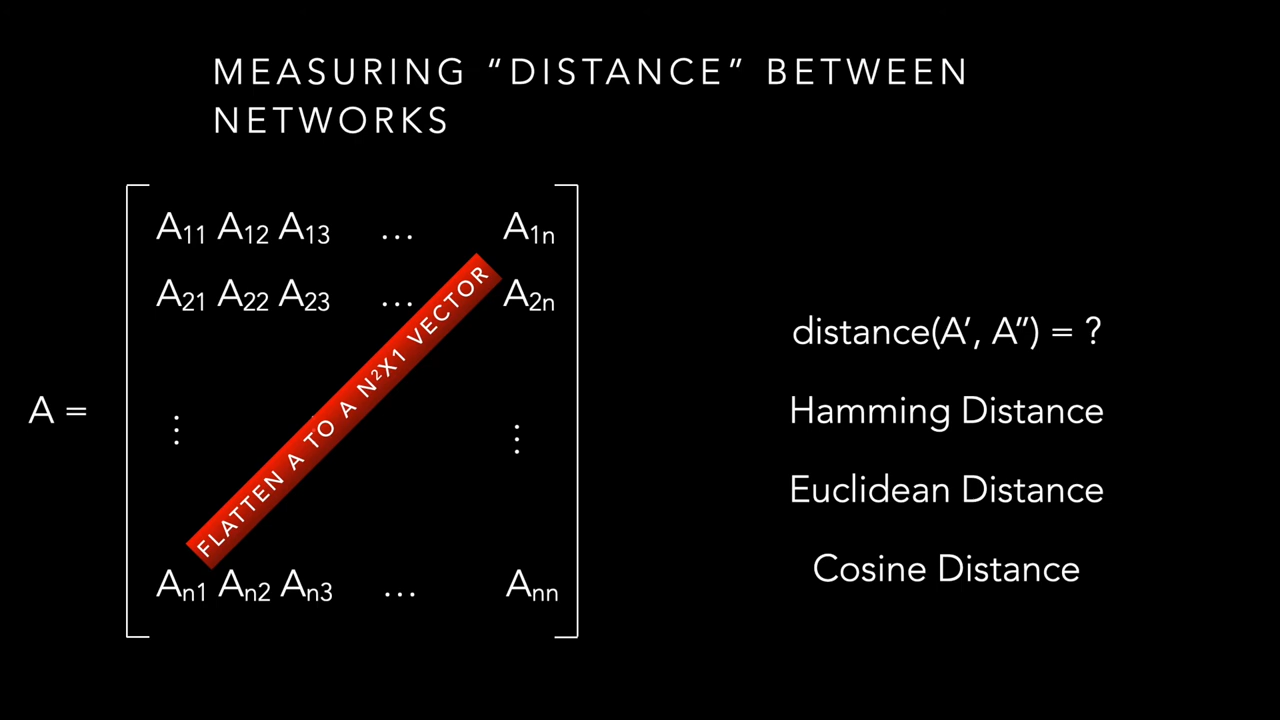 MEASURING “DISTANCE” BETWEEN
NETWORKS
A₁₁ A₁₂ A₁₃ … A₁ₙ
A₂₁ A₂₂ A₂₃ … A₂ₙ
FLATTEN A TO A N²X1 VECTOR
distance(A’, A”) = ?
A =
⋮ ⋮
Hamming Distance
Euclidean Distance
Cosine Distance
Aₙ₁ Aₙ₂ Aₙ₃ … Aₙₙ